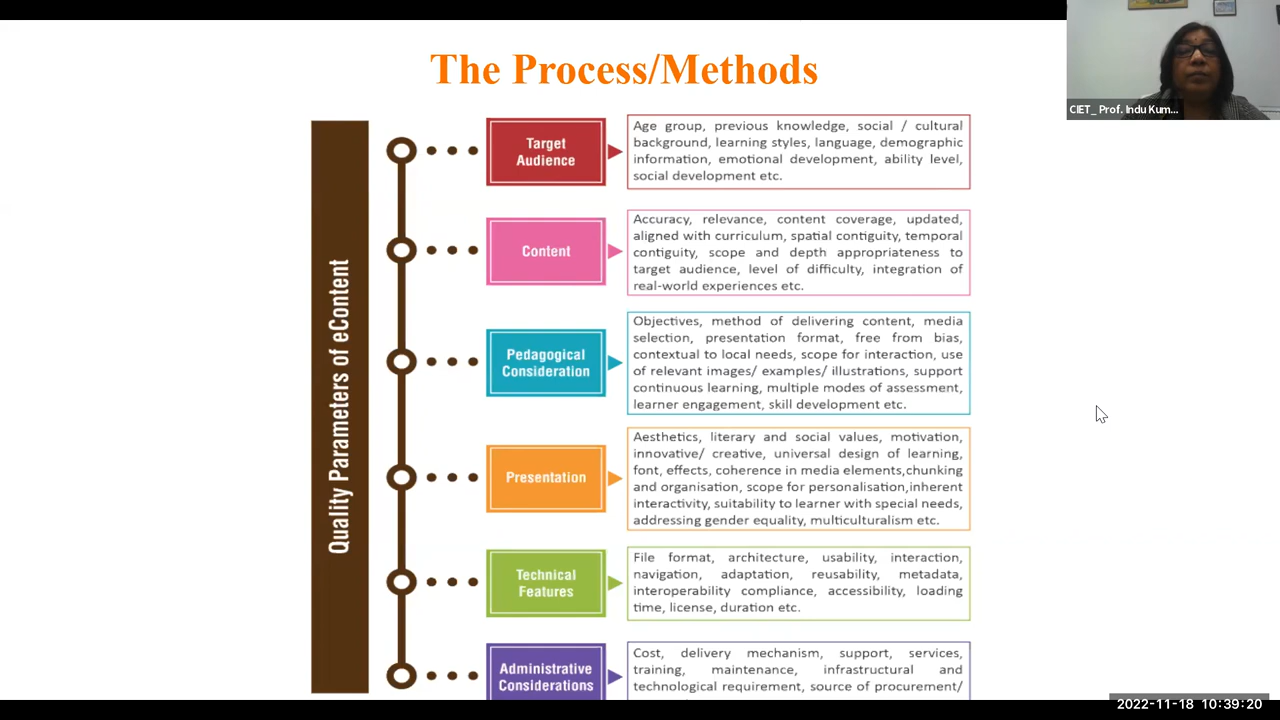 The Process/Methods
CIET_ Prof. Indu Kum...
Quality Parameters of eContent
Target
Audience
Age group, previous knowledge, social / cultural
background, learning styles, language, demographic
information, emotional development, ability level,
social development etc.
Content
Accuracy, relevance, content coverage, updated,
aligned with curriculum, spatial contiguity, temporal
contiguity, scope and depth appropriateness to
target audience, level of difficulty, integration of
real-world experiences etc.
Pedagogical
Consideration
Objectives, method of delivering content, media
selection, presentation format, free from bias,
contextual to local needs, scope for interaction, use
of relevant images/ examples/ illustrations, support
continuous learning, multiple modes of assessment,
learner engagement, skill development etc.
Presentation
Aesthetics, literary and social values, motivation,
innovative/ creative, universal design of learning,
font, effects, coherence in media elements,chunking
and organisation, scope for personalisation,inherent
interactivity, suitability to learner with special needs,
addressing gender equality, multiculturalism etc.
Technical
Features
File format, architecture, usability, interaction,
navigation, adaptation, reusability, metadata,
interoperability compliance, accessibility, loading
time, license, duration etc.
Administrative
Considerations
Cost, delivery mechanism, support, services,
training, maintenance, infrastructural and
technological requirement, source of procurement/
2022-11-18 10:39:20